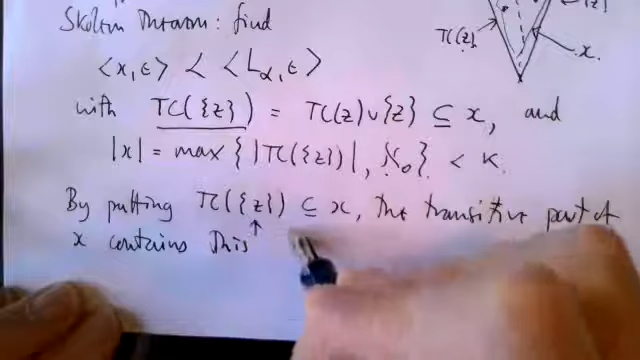 Skolem Theorem: find
TC(z)
x
⟨x,∈⟩ ≺ ⟨L_α,∈⟩
with TC({z}) = TC(z)∪{z} ⊆ x, and
|x| = max{|TC({z})|, ℵ₀} < κ.
By putting TC({z}) ⊆ x, the transitive part of
x contains this